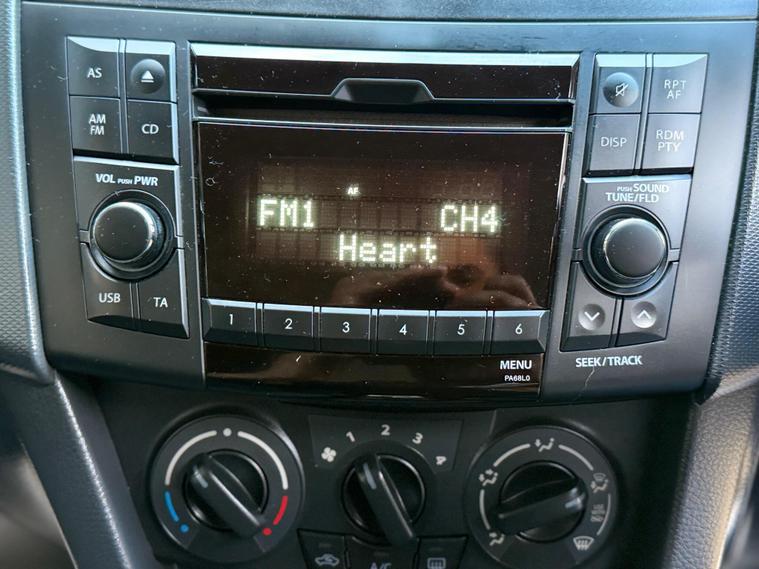 AS
AM
FM
CD
VOL PUSH PWR
USB
TA
AF
FM1
CH4
Heart
1 2 3 4 5 6
MENU
PA68L0
RPT
AF
DISP
RDM
PTY
PUSH SOUND
TUNE/FLD
SEEK/TRACK
1 2 3 4
A/C